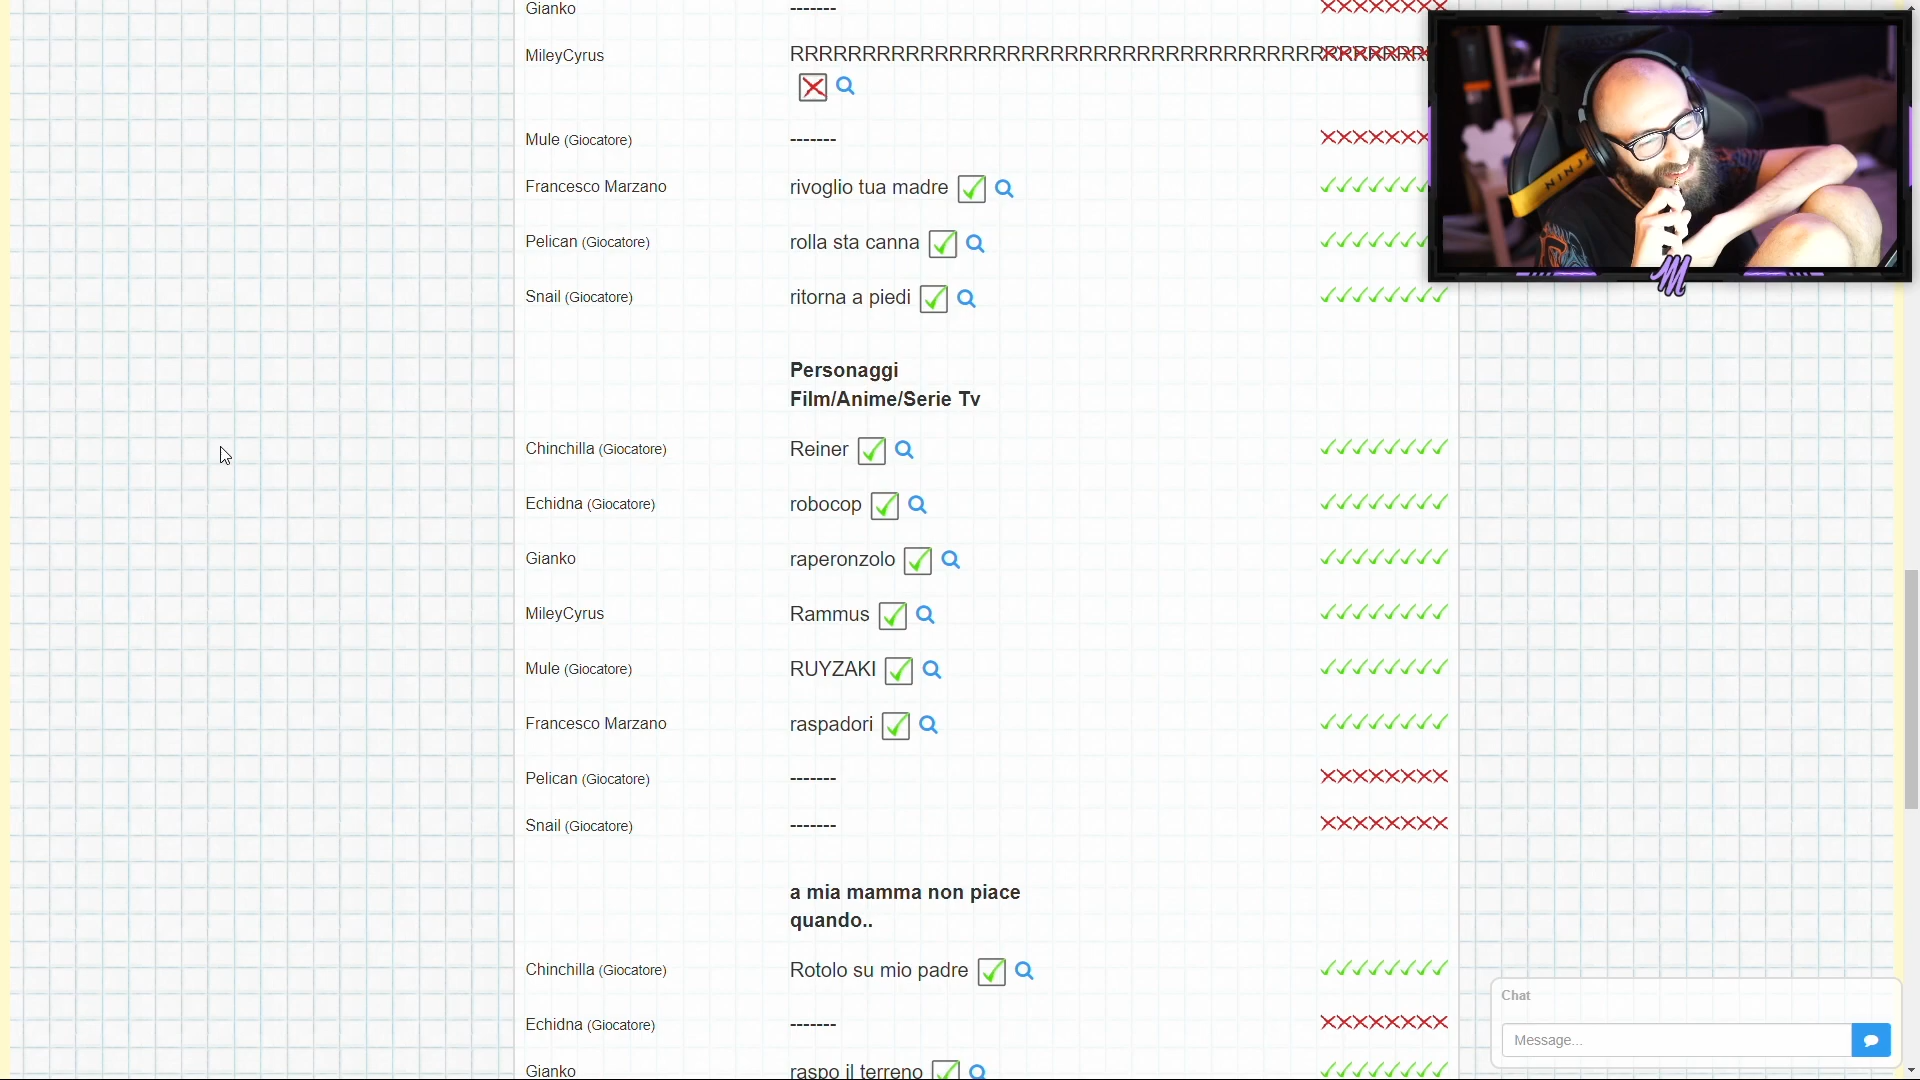 Gianko -------
MileyCyrus RRRRRRRRRRRRRRRRRRRRRRRRRRRRRRRRRRRRRRRRRRRR
Mule (Giocatore) -------
Francesco Marzano rivoglio tua madre
Pelican (Giocatore) rolla sta canna
Snail (Giocatore) ritorna a piedi
Personaggi
Film/Anime/Serie Tv
Chinchilla (Giocatore) Reiner
Echidna (Giocatore) robocop
Gianko raperonzolo
MileyCyrus Rammus
Mule (Giocatore) RUYZAKI
Francesco Marzano raspadori
Pelican (Giocatore) -------
Snail (Giocatore) -------
a mia mamma non piace
quando..
Chinchilla (Giocatore) Rotolo su mio padre
Echidna (Giocatore) -------
Gianko raspo il terreno
NINJA
Chat
Message...